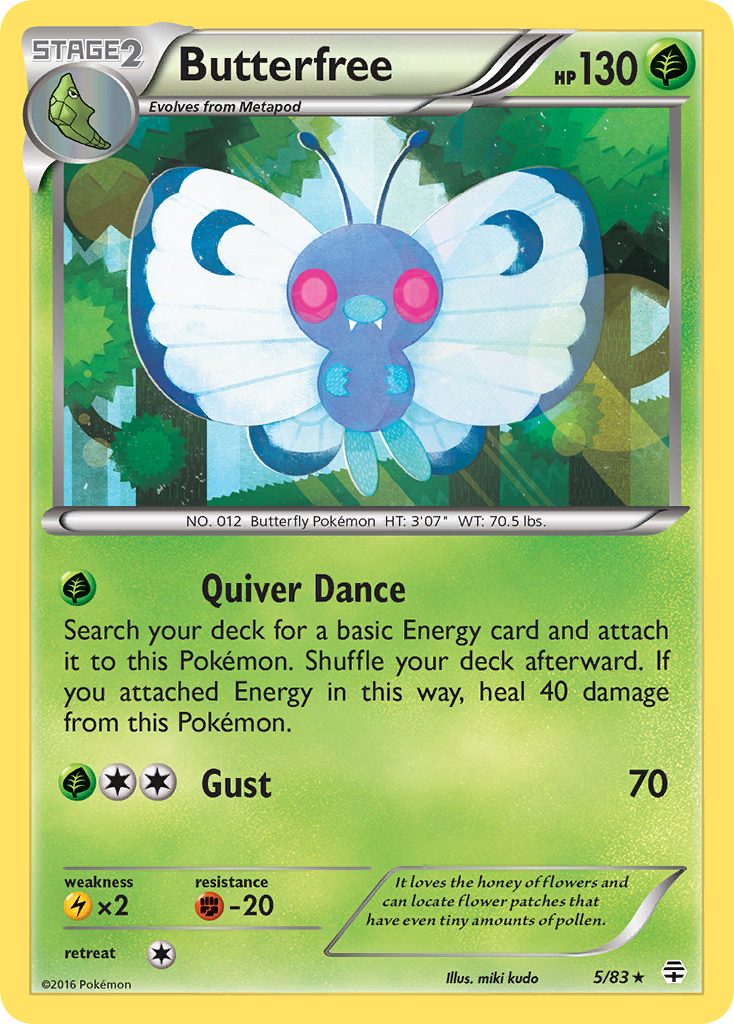 STAGE2
Butterfree
HP130
Evolves from Metapod
NO. 012 Butterfly Pokémon HT: 3'07" WT: 70.5 lbs.
Quiver Dance
Search your deck for a basic Energy card and attach
it to this Pokémon. Shuffle your deck afterward. If
you attached Energy in this way, heal 40 damage
from this Pokémon.
Gust 70
weakness resistance
×2 -20
It loves the honey of flowers and
can locate flower patches that
have even tiny amounts of pollen.
retreat
©2016 Pokémon
Illus. miki kudo
5/83 ★